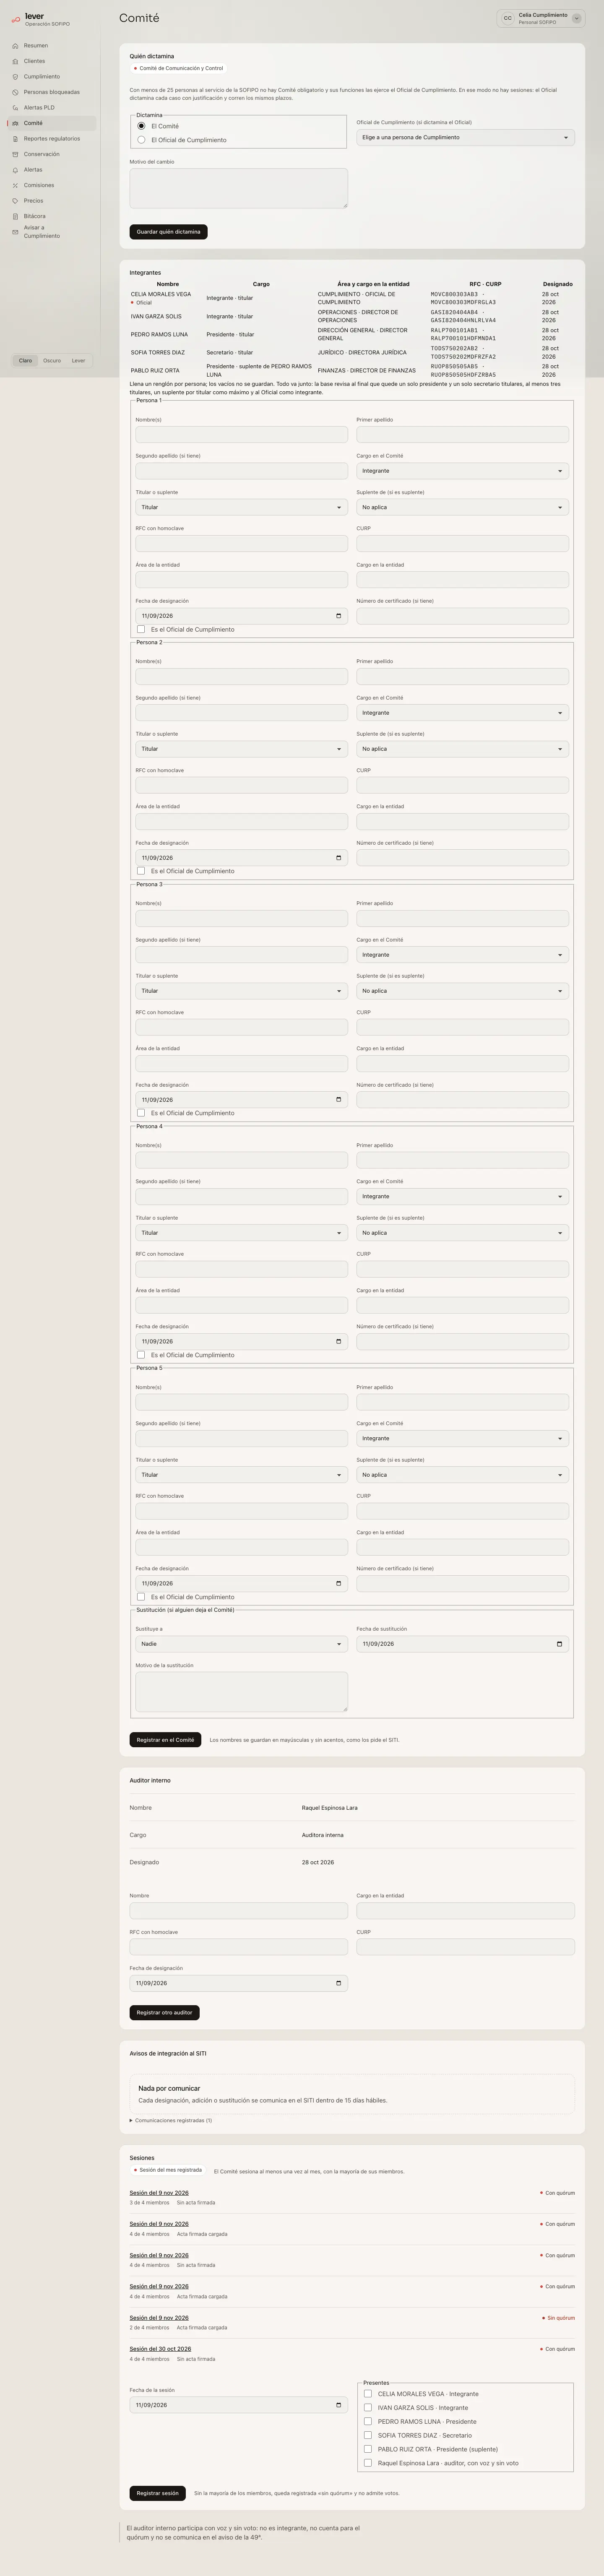 lever
Operación SOFIPO
Resumen
Clientes
Cumplimiento
Personas bloqueadas
Alertas PLD
Comité
Reportes regulatorios
Conservación
Alertas
Comisiones
Precios
Bitácora
Avisar a
Cumplimiento
Claro
Oscuro
Lever
Comité
CC
Celia Cumplimiento
Personal SOFIPO
Quién dictamina
Comité de Comunicación y Control
Con menos de 25 personas al servicio de la SOFIPO no hay Comité obligatorio y sus funciones las ejerce el Oficial de Cumplimiento. En ese modo no hay sesiones: el Oficial
dictamina cada caso con justificación y corren los mismos plazos.
Dictamina
El Comité
El Oficial de Cumplimiento
Oficial de Cumplimiento (si dictamina el Oficial)
Elige a una persona de Cumplimiento
Motivo del cambio
Guardar quién dictamina
Integrantes
Nombre Cargo Área y cargo en la entidad RFC · CURP Designado
CELIA MORALES VEGA
Oficial
Integrante · titular
CUMPLIMIENTO · OFICIAL DE
CUMPLIMIENTO
MOVC800303AB3 ·
MOVC800303MDFRGLA3
28 oct
2026
IVAN GARZA SOLIS
Integrante · titular
OPERACIONES · DIRECTOR DE
OPERACIONES
GASI820404AB4 ·
GASI820404HNLRLVA4
28 oct
2026
PEDRO RAMOS LUNA
Presidente · titular
DIRECCIÓN GENERAL · DIRECTOR
GENERAL
RALP700101AB1 ·
RALP700101HDFMNDA1
28 oct
2026
SOFIA TORRES DIAZ
Secretario · titular
JURÍDICO · DIRECTORA JURÍDICA
TODS750202AB2 ·
TODS750202MDFRZFA2
28 oct
2026
PABLO RUIZ ORTA
Presidente · suplente de PEDRO RAMOS
LUNA
FINANZAS · DIRECTOR DE FINANZAS
RUOP850505AB5 ·
RUOP850505HDFZRBA5
28 oct
2026
Llena un renglón por persona; los vacíos no se guardan. Todo va junto: la base revisa al final que quede un solo presidente y un solo secretario titulares, al menos tres
titulares, un suplente por titular como máximo y al Oficial como integrante.
Persona 1
Nombre(s)
Primer apellido
Segundo apellido (si tiene)
Cargo en el Comité
Integrante
Titular o suplente
Titular
Suplente de (si es suplente)
No aplica
RFC con homoclave
CURP
Área de la entidad
Cargo en la entidad
Fecha de designación
11/09/2026
Número de certificado (si tiene)
Es el Oficial de Cumplimiento
Persona 2
Nombre(s)
Primer apellido
Segundo apellido (si tiene)
Cargo en el Comité
Integrante
Titular o suplente
Titular
Suplente de (si es suplente)
No aplica
RFC con homoclave
CURP
Área de la entidad
Cargo en la entidad
Fecha de designación
11/09/2026
Número de certificado (si tiene)
Es el Oficial de Cumplimiento
Persona 3
Nombre(s)
Primer apellido
Segundo apellido (si tiene)
Cargo en el Comité
Integrante
Titular o suplente
Titular
Suplente de (si es suplente)
No aplica
RFC con homoclave
CURP
Área de la entidad
Cargo en la entidad
Fecha de designación
11/09/2026
Número de certificado (si tiene)
Es el Oficial de Cumplimiento
Persona 4
Nombre(s)
Primer apellido
Segundo apellido (si tiene)
Cargo en el Comité
Integrante
Titular o suplente
Titular
Suplente de (si es suplente)
No aplica
RFC con homoclave
CURP
Área de la entidad
Cargo en la entidad
Fecha de designación
11/09/2026
Número de certificado (si tiene)
Es el Oficial de Cumplimiento
Persona 5
Nombre(s)
Primer apellido
Segundo apellido (si tiene)
Cargo en el Comité
Integrante
Titular o suplente
Titular
Suplente de (si es suplente)
No aplica
RFC con homoclave
CURP
Área de la entidad
Cargo en la entidad
Fecha de designación
11/09/2026
Número de certificado (si tiene)
Es el Oficial de Cumplimiento
Sustitución (si alguien deja el Comité)
Sustituye a
Nadie
Fecha de sustitución
11/09/2026
Motivo de la sustitución
Registrar en el Comité
Los nombres se guardan en mayúsculas y sin acentos, como los pide el SITI.
Auditor interno
Nombre
Raquel Espinosa Lara
Cargo
Auditora interna
Designado
28 oct 2026
Nombre
Cargo en la entidad
RFC con homoclave
CURP
Fecha de designación
11/09/2026
Registrar otro auditor
Avisos de integración al SITI
Nada por comunicar
Cada designación, adición o sustitución se comunica en el SITI dentro de 15 días hábiles.
Comunicaciones registradas (1)
Sesiones
Sesión del mes registrada
El Comité sesiona al menos una vez al mes, con la mayoría de sus miembros.
Sesión del 9 nov 2026
Con quórum
3 de 4 miembros Sin acta firmada
Sesión del 9 nov 2026
Con quórum
4 de 4 miembros Acta firmada cargada
Sesión del 9 nov 2026
Con quórum
4 de 4 miembros Sin acta firmada
Sesión del 9 nov 2026
Con quórum
4 de 4 miembros Acta firmada cargada
Sesión del 9 nov 2026
Sin quórum
2 de 4 miembros Acta firmada cargada
Sesión del 30 oct 2026
Con quórum
4 de 4 miembros Sin acta firmada
Fecha de la sesión
11/09/2026
Presentes
CELIA MORALES VEGA · Integrante
IVAN GARZA SOLIS · Integrante
PEDRO RAMOS LUNA · Presidente
SOFIA TORRES DIAZ · Secretario
PABLO RUIZ ORTA · Presidente (suplente)
Raquel Espinosa Lara · auditor, con voz y sin voto
Registrar sesión
Sin la mayoría de los miembros, queda registrada «sin quórum» y no admite votos.
El auditor interno participa con voz y sin voto: no es integrante, no cuenta para el
quórum y no se comunica en el aviso de la 49ª.